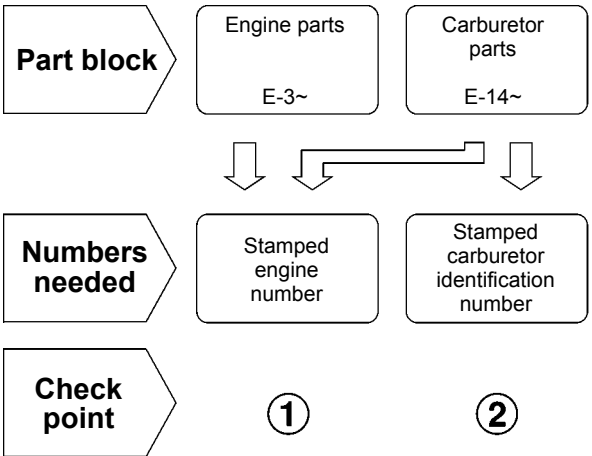 Part block
Engine parts
E-3~
Carburetor
parts
E-14~
Numbers
needed
Stamped
engine
number
Stamped
carburetor
identification
number
Check
point
①
②